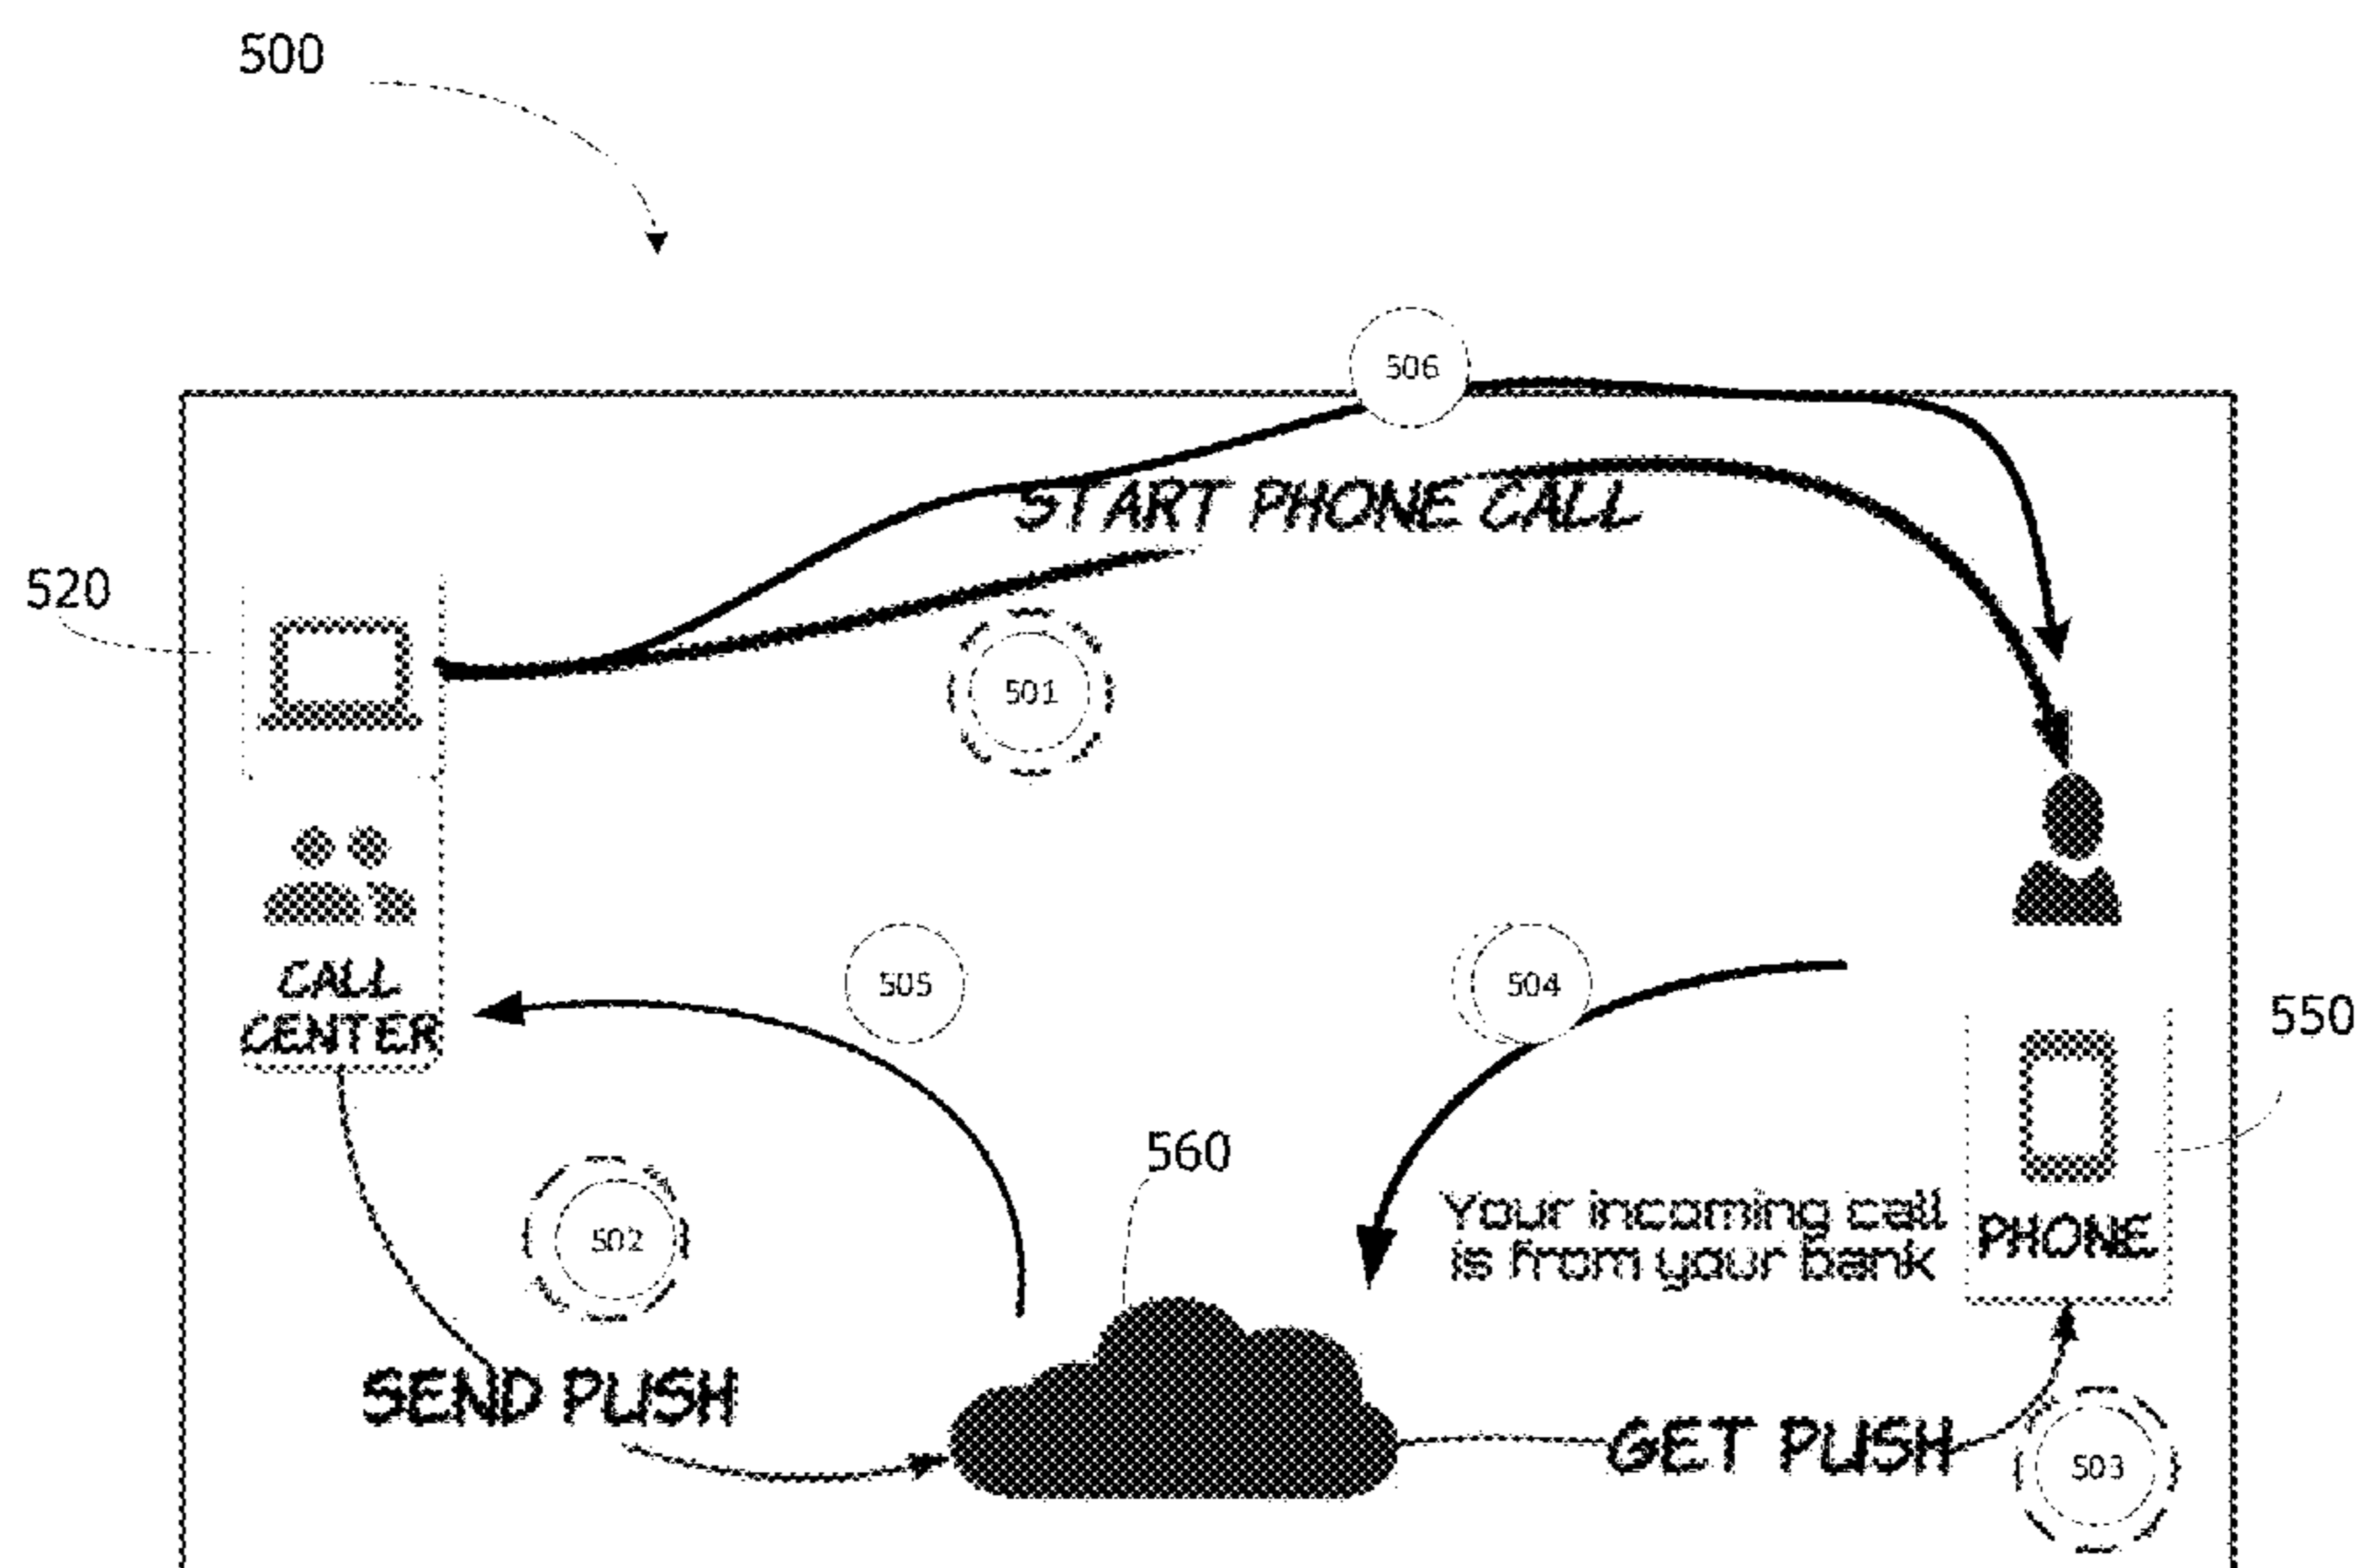 500
506
START PHONE CALL
520
501
CALL
CENTER
505
504
550
560
Your incoming call
is from your bank
PHONE
502
SEND PUSH
GET PUSH
503